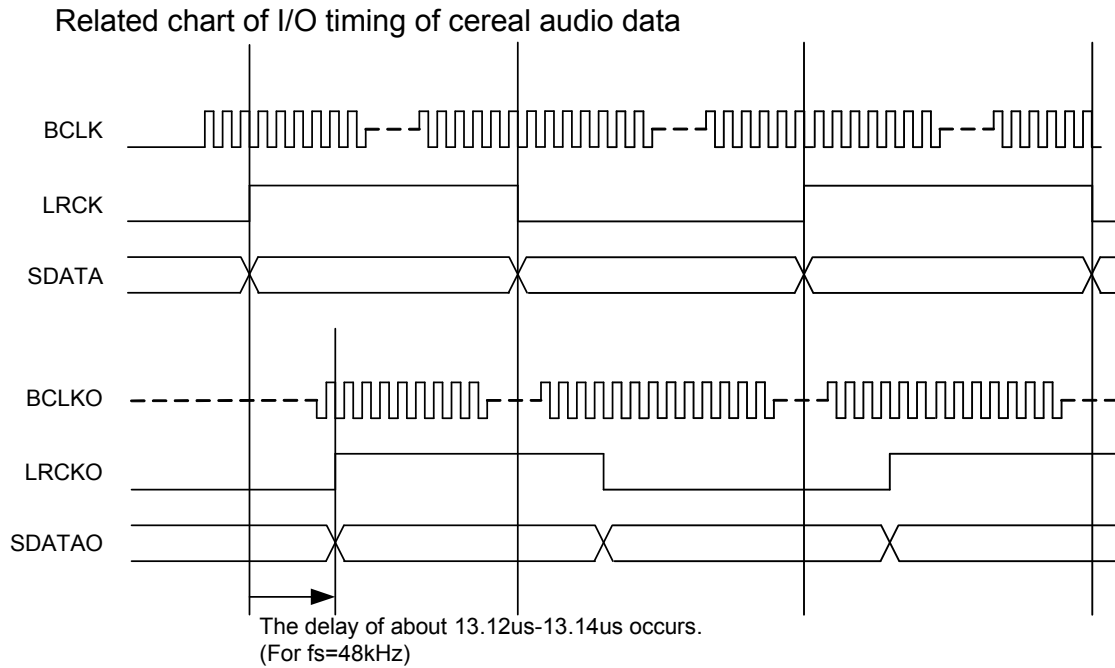 Related chart of I/O timing of cereal audio data
BCLK
LRCK
SDATA
BCLKO
LRCKO
SDATAO
The delay of about 13.12us-13.14us occurs.
(For fs=48kHz)